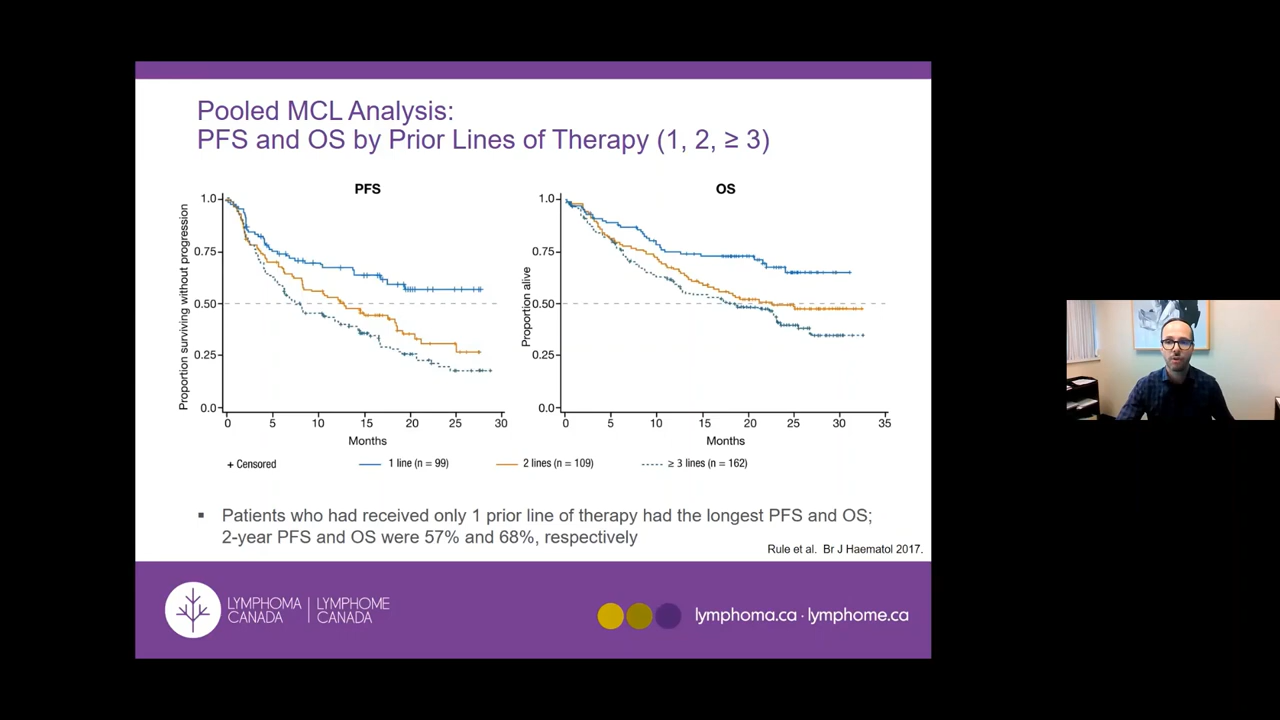 Pooled MCL Analysis:
PFS and OS by Prior Lines of Therapy (1, 2, ≥ 3)
PFS
Proportion surviving without progression
1.0
0.75
0.50
0.25
0.0
0 5 10 15 20 25 30
Months
OS
Proportion alive
1.0
0.75
0.50
0.25
0.0
0 5 10 15 20 25 30 35
Months
+ Censored
1 line (n = 99)
2 lines (n = 109)
≥ 3 lines (n = 162)
▪ Patients who had received only 1 prior line of therapy had the longest PFS and OS;
2-year PFS and OS were 57% and 68%, respectively
Rule et al. Br J Haematol 2017.
LYMPHOMA
CANADA
LYMPHOME
CANADA
lymphoma.ca · lymphome.ca